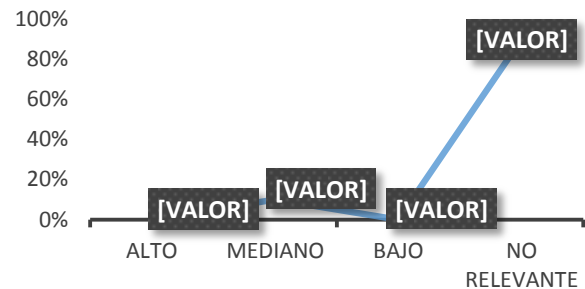 100%
80%
60%
40%
20%
0%
[VALOR]
[VALOR]
[VALOR]
[VALOR]
ALTO
MEDIANO
BAJO
NO
RELEVANTE